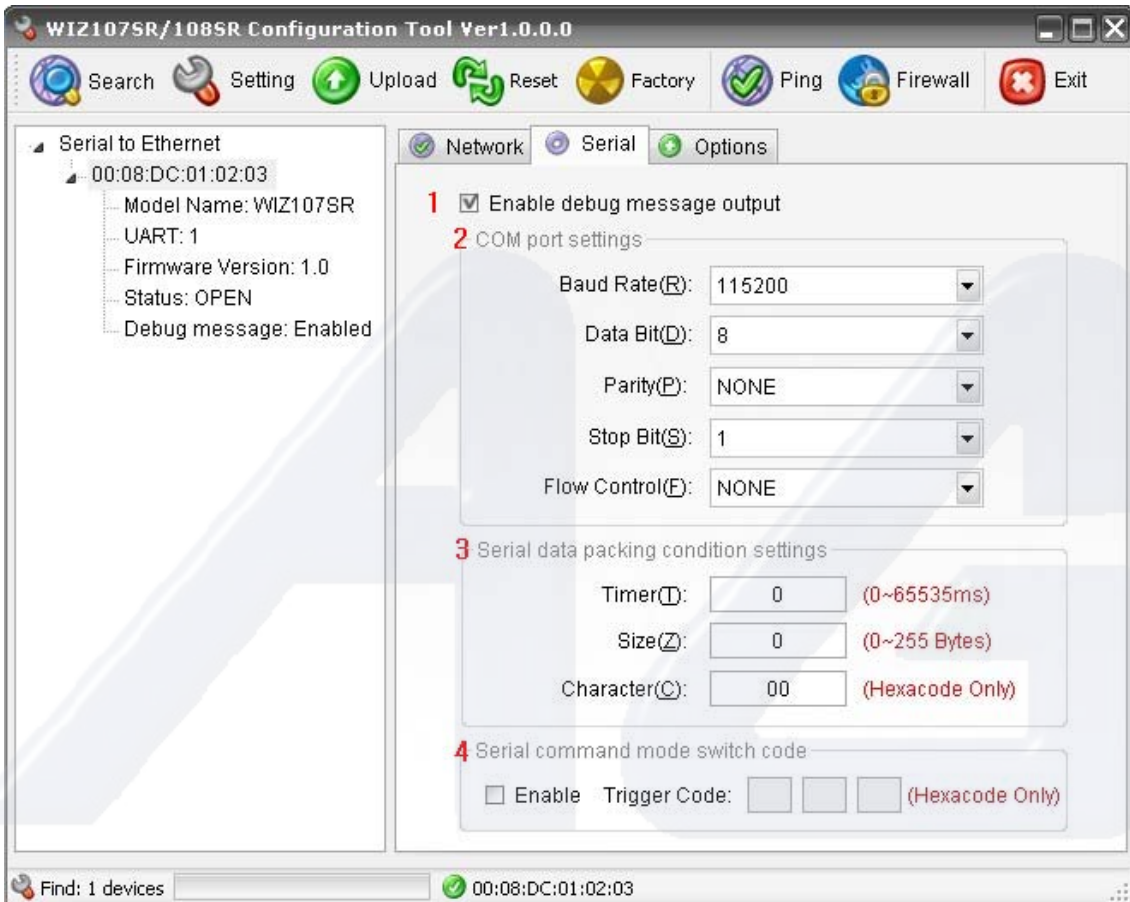 WIZ107SR/108SR Configuration Tool Ver1.0.0.0
Search Setting Upload Reset Factory Ping Firewall Exit
Serial to Ethernet
00:08:DC:01:02:03
Model Name: WIZ107SR
UART: 1
Firmware Version: 1.0
Status: OPEN
Debug message: Enabled
Network Serial Options
1 Enable debug message output
2 COM port settings
Baud Rate(R): 115200
Data Bit(D): 8
Parity(P): NONE
Stop Bit(S): 1
Flow Control(F): NONE
3 Serial data packing condition settings
Timer(T): 0 (0~65535ms)
Size(Z): 0 (0~255 Bytes)
Character(C): 00 (Hexacode Only)
4 Serial command mode switch code
Enable Trigger Code: (Hexacode Only)
Find: 1 devices 00:08:DC:01:02:03